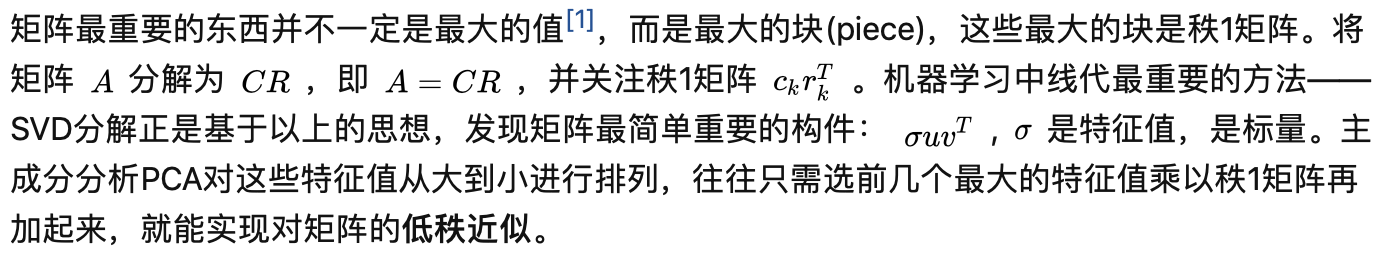 矩阵最重要的东西并不一定是最大的值[1]，而是最大的块(piece)，这些最大的块是秩1矩阵。将
矩阵 A 分解为 CR ，即 A = CR ，并关注秩1矩阵 c_k r_k^T 。机器学习中线代最重要的方法——
SVD分解正是基于以上的思想，发现矩阵最简单重要的构件： σuv^T ，σ 是特征值，是标量。主
成分分析PCA对这些特征值从大到小进行排列，往往只需选前几个最大的特征值乘以秩1矩阵再
加起来，就能实现对矩阵的低秩近似。